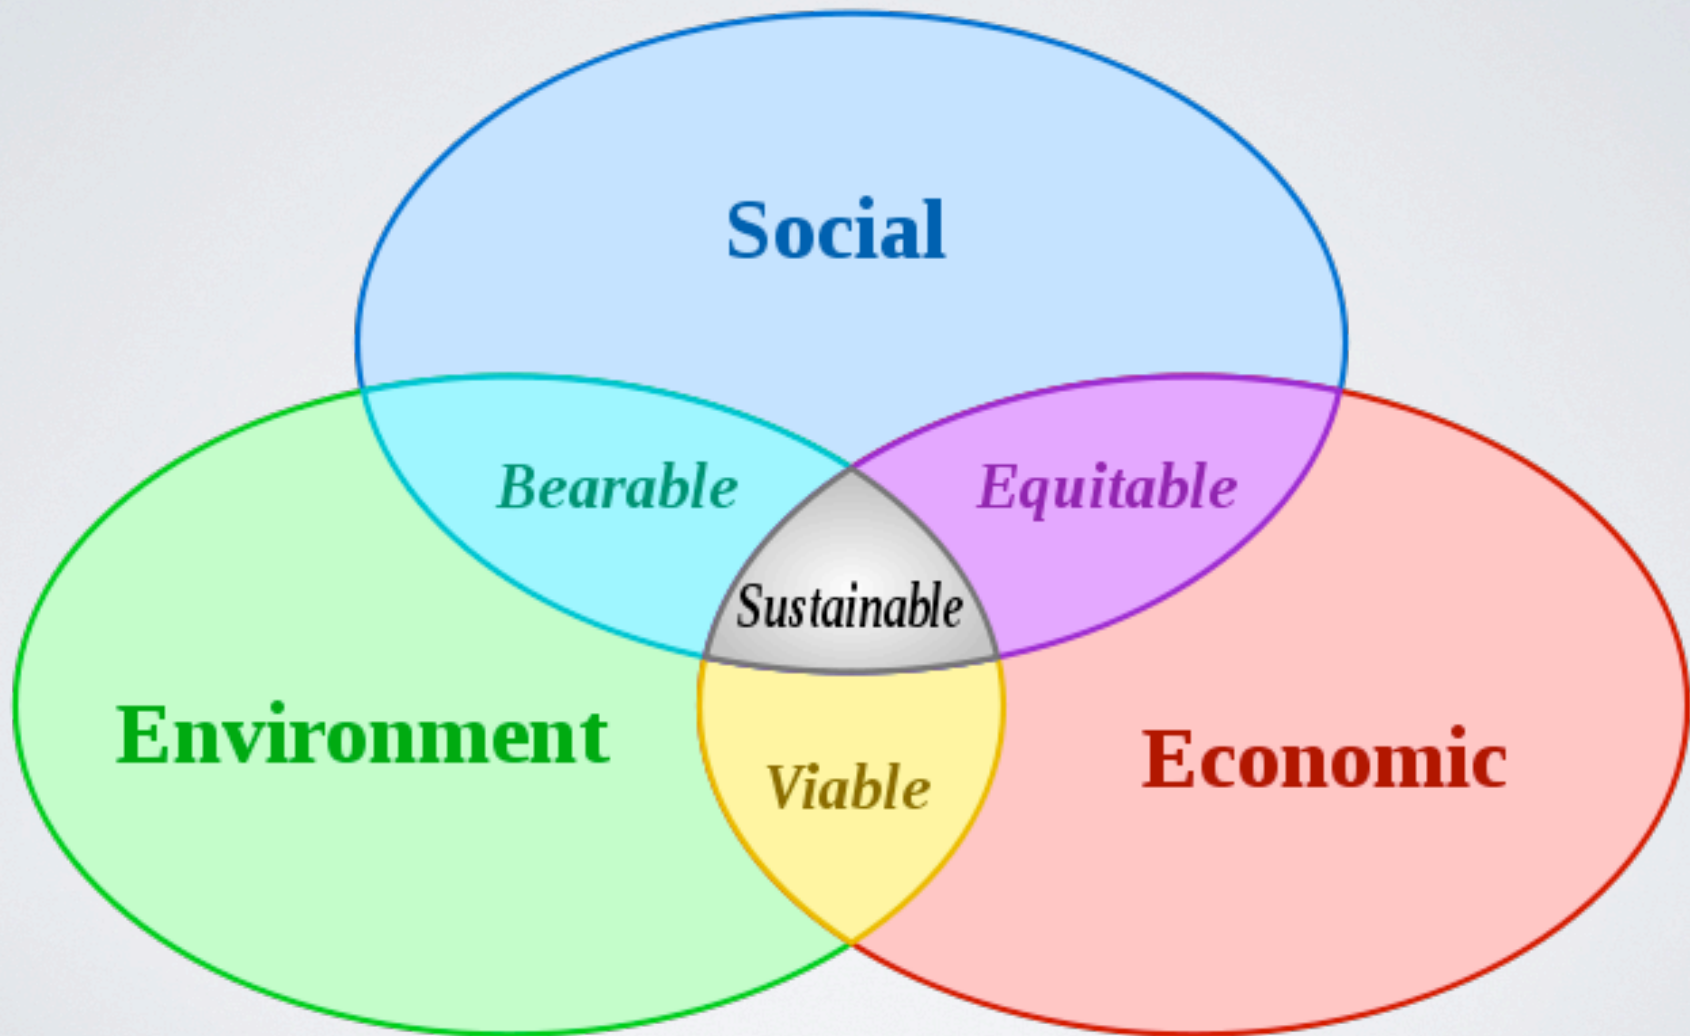 Social
Bearable
Equitable
Sustainable
Environment
Economic
Viable